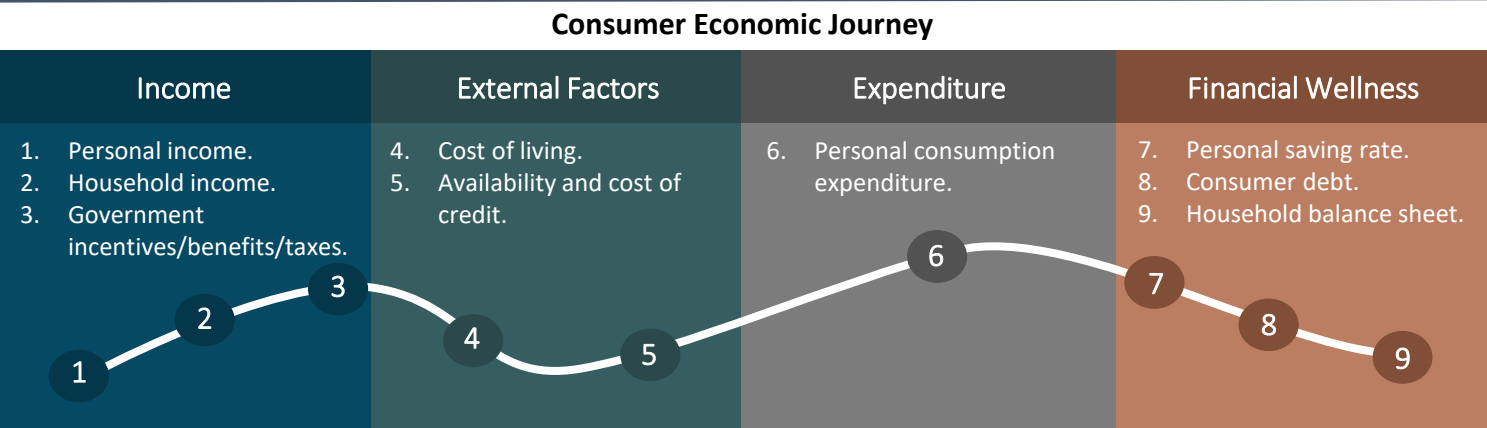 Consumer Economic Journey
Income
1. Personal income.
2. Household income.
3. Government
incentives/benefits/taxes.
External Factors
4. Cost of living.
5. Availability and cost of
credit.
Expenditure
6. Personal consumption
expenditure.
Financial Wellness
7. Personal saving rate.
8. Consumer debt.
9. Household balance sheet.
1
2
3
4
5
6
7
8
9